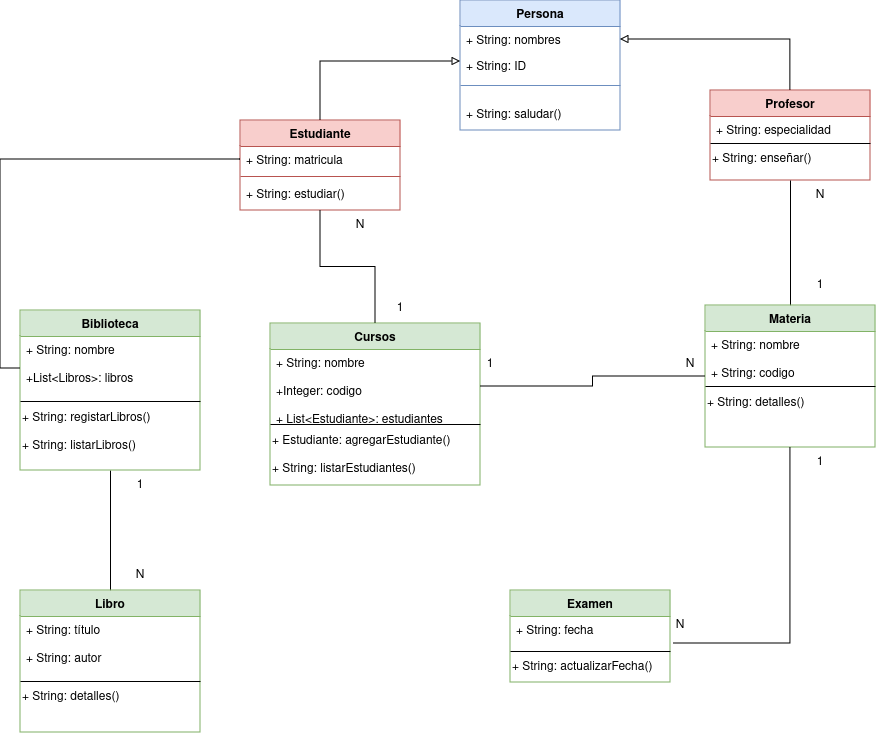 Persona
+ String: nombres
+ String: ID
+ String: saludar()
Profesor
+ String: especialidad
+ String: enseñar()
N
1
Estudiante
+ String: matricula
+ String: estudiar()
N
1
Biblioteca
+ String: nombre
+List<Libros>: libros
+ String: registarLibros()
+ String: listarLibros()
1
N
Cursos
+ String: nombre
+Integer: codigo
+ List<Estudiante>: estudiantes
+ Estudiante: agregarEstudiante()
+ String: listarEstudiantes()
1
N
Materia
+ String: nombre
+ String: codigo
+ String: detalles()
1
N
Libro
+ String: título
+ String: autor
+ String: detalles()
Examen
+ String: fecha
+ String: actualizarFecha()